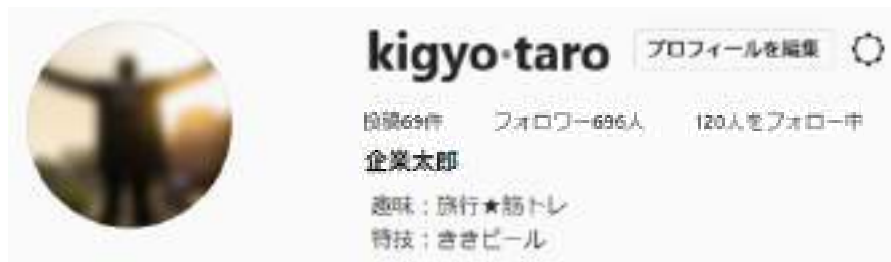 kigyo·taro プロフィールを編集
投稿69件 フォロワー696人 120人をフォロー中
企業太郎
趣味：旅行★筋トレ
特技：ききビール